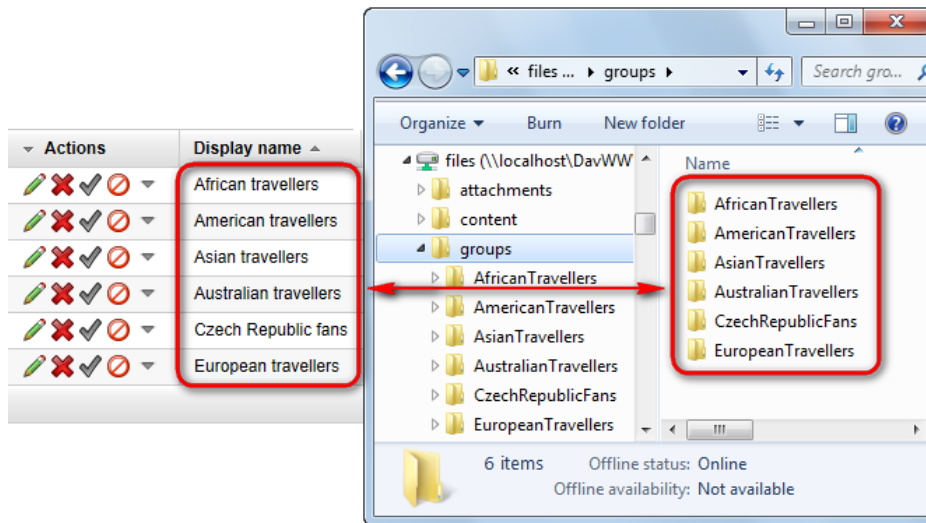 Actions Display name
African travellers
American travellers
Asian travellers
Australian travellers
Czech Republic fans
European travellers
« files ... groups Search gro...
Organize Burn New folder
files (\\localhost\DavWW
attachments
content
groups
AfricanTravellers
AmericanTravellers
AsianTravellers
AustralianTravellers
CzechRepublicFans
EuropeanTravellers
Name
AfricanTravellers
AmericanTravellers
AsianTravellers
AustralianTravellers
CzechRepublicFans
EuropeanTravellers
6 items Offline status: Online
Offline availability: Not available